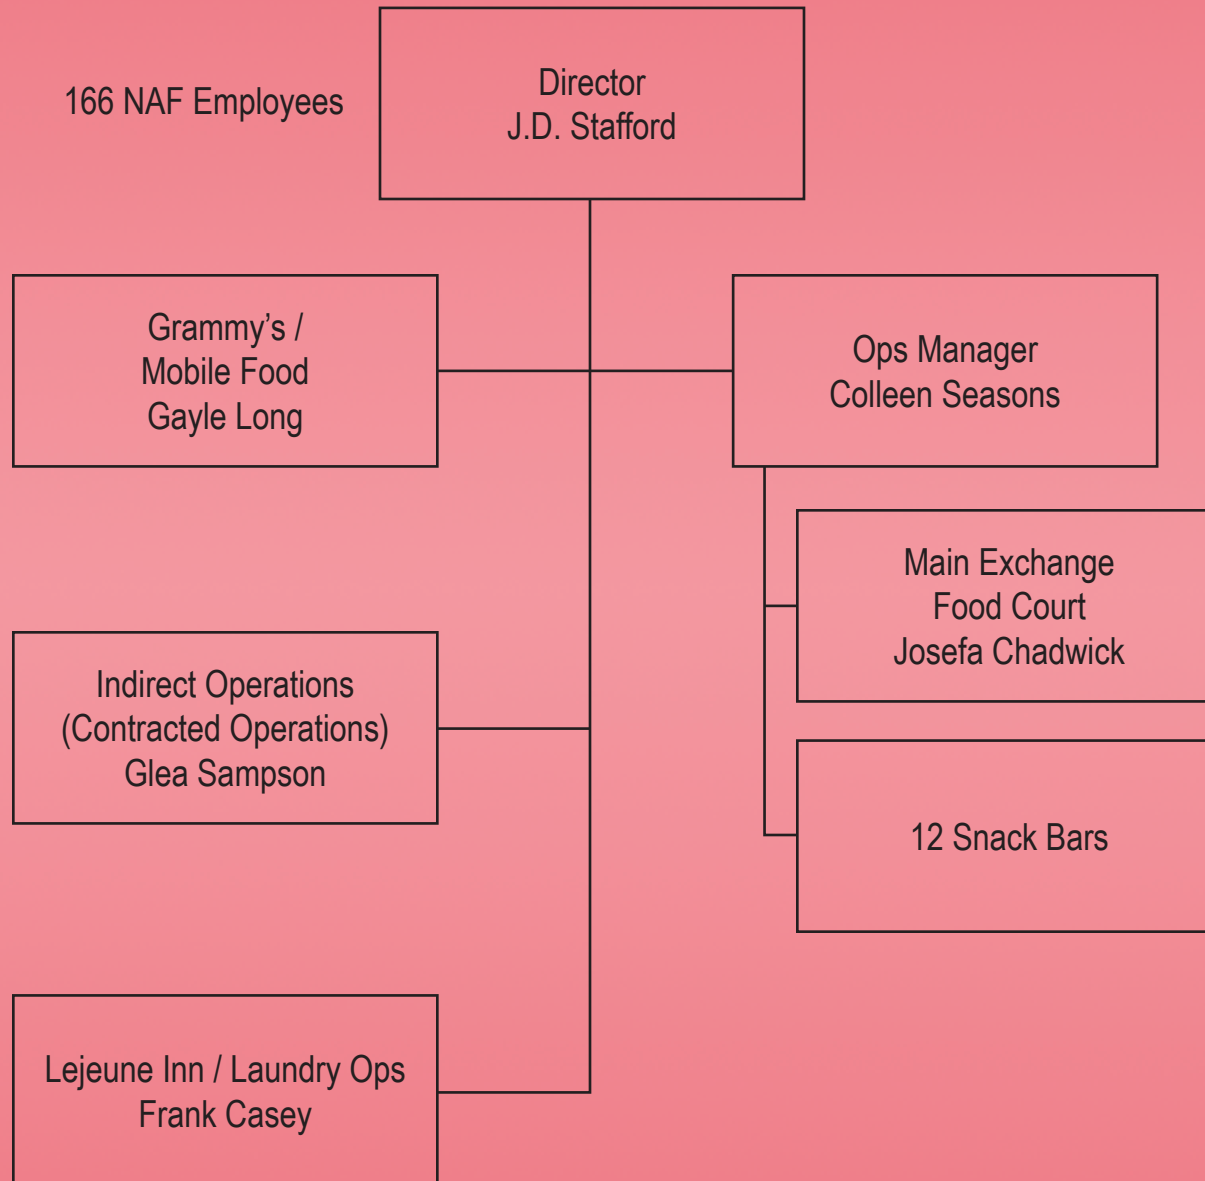 166 NAF Employees
Director
J.D. Stafford
Grammy’s /
Mobile Food
Gayle Long
Ops Manager
Colleen Seasons
Main Exchange
Food Court
Josefa Chadwick
Indirect Operations
(Contracted Operations)
Glea Sampson
12 Snack Bars
Lejeune Inn / Laundry Ops
Frank Casey